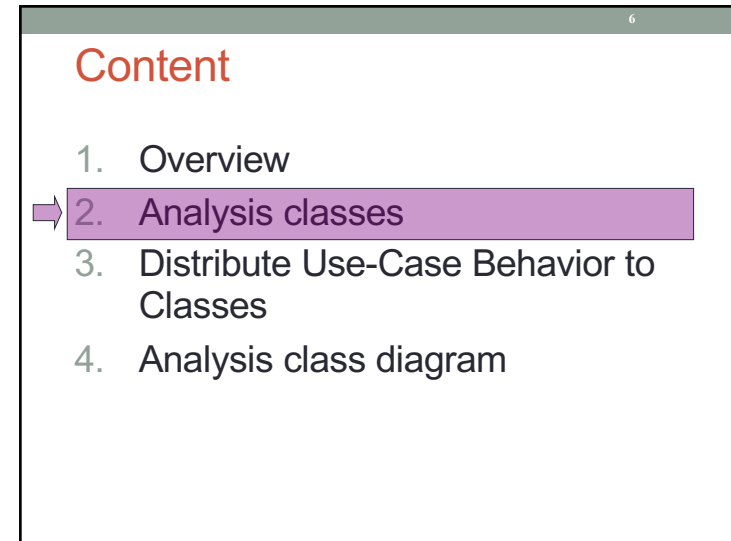 6
Content
1. Overview
2. Analysis classes
3. Distribute Use-Case Behavior to
Classes
4. Analysis class diagram